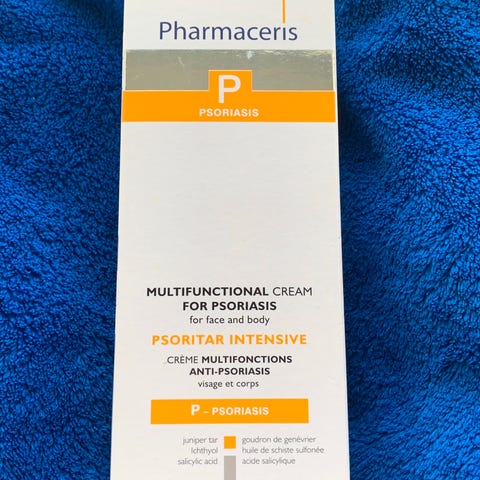 Pharmaceris
P
PSORIASIS
MULTIFUNCTIONAL CREAM
FOR PSORIASIS
for face and body
PSORITAR INTENSIVE
CRÈME MULTIFONCTIONS
ANTI-PSORIASIS
visage et corps
P – PSORIASIS
juniper tar goudron de genévrier
Ichthyol huile de schiste sulfonée
salicylic acid acide salicylique